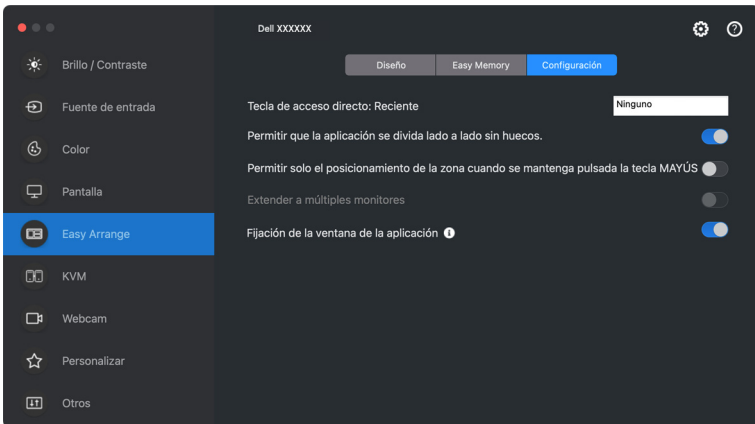 Dell XXXXXX
Brillo / Contraste
Fuente de entrada
Color
Pantalla
Easy Arrange
KVM
Webcam
Personalizar
Otros
Diseño Easy Memory Configuración
Tecla de acceso directo: Reciente Ninguno
Permitir que la aplicación se divida lado a lado sin huecos.
Permitir solo el posicionamiento de la zona cuando se mantenga pulsada la tecla MAYÚS
Extender a múltiples monitores
Fijación de la ventana de la aplicación